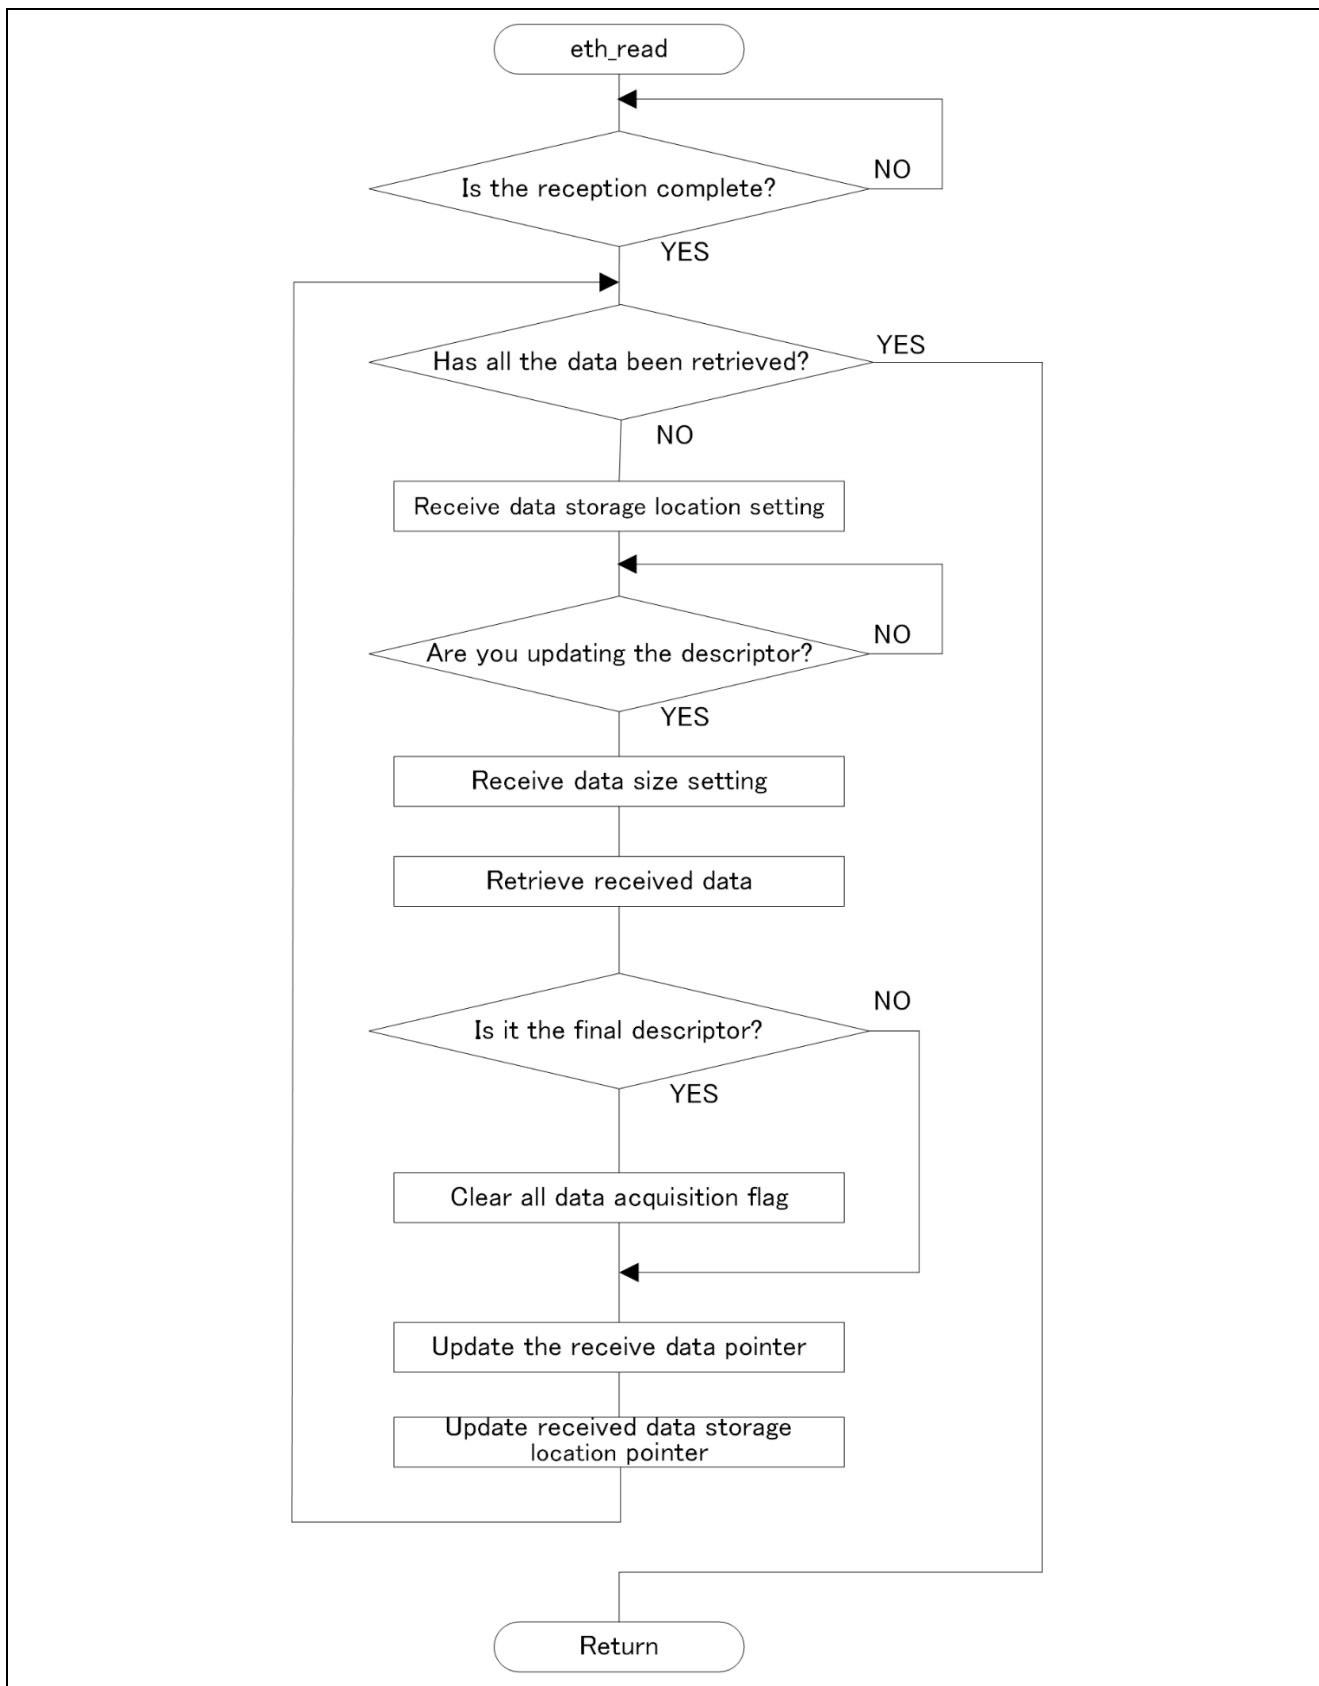 eth_read
NO
Is the reception complete?
YES
YES
Has all the data been retrieved?
NO
Receive data storage location setting
NO
Are you updating the descriptor?
YES
Receive data size setting
Retrieve received data
NO
Is it the final descriptor?
YES
Clear all data acquisition flag
Update the receive data pointer
Update received data storage
location pointer
Return